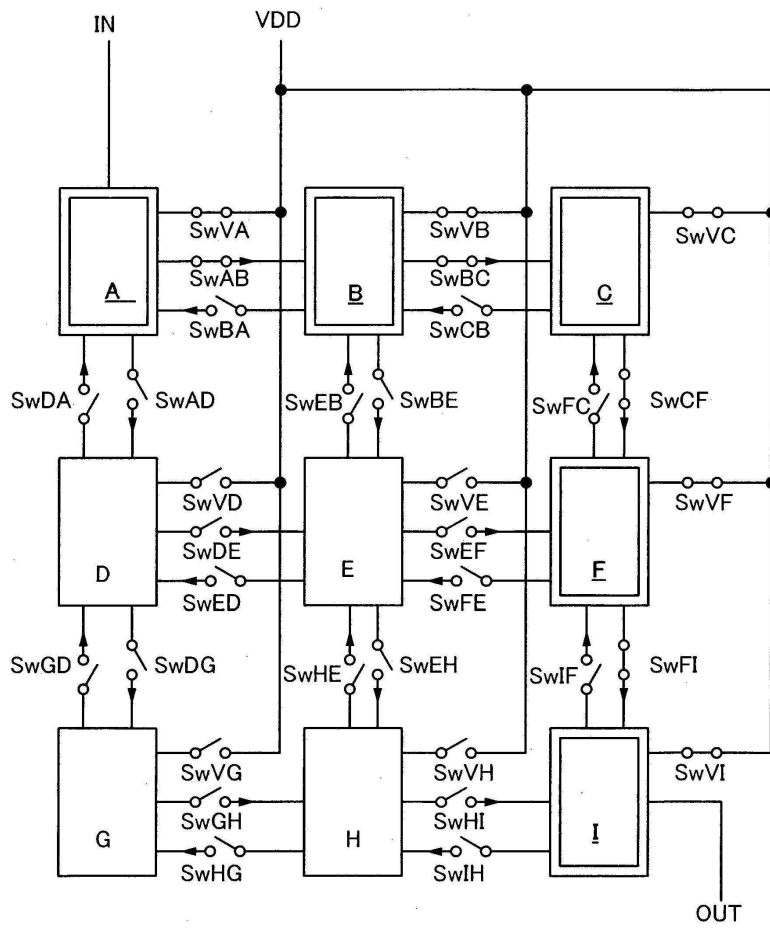 IN VDD
SwVA SwVB SwVC
A SwAB B SwBC C
SwBA SwCB
SwDA SwAD SwEB SwBE SwFC SwCF
SwVD SwVE SwVF
D SwDE E SwEF F
SwED SwFE
SwGD SwDG SwHE SwEH SwIF SwFI
SwVG SwVH SwVI
G SwGH H SwHI I
SwHG SwIH
OUT